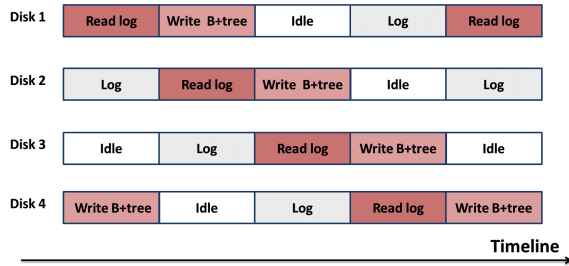 Disk 1 Read log Write B+tree Idle Log Read log
Disk 2 Log Read log Write B+tree Idle Log
Disk 3 Idle Log Read log Write B+tree Idle
Disk 4 Write B+tree Idle Log Read log Write B+tree
Timeline